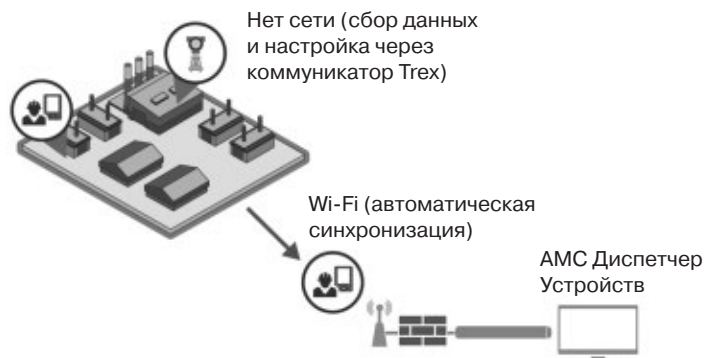 Нет сети (сбор данных
и настройка через
коммуникатор Trex)
Wi-Fi (автоматическая
синхронизация)
АМС Диспетчер
Устройств